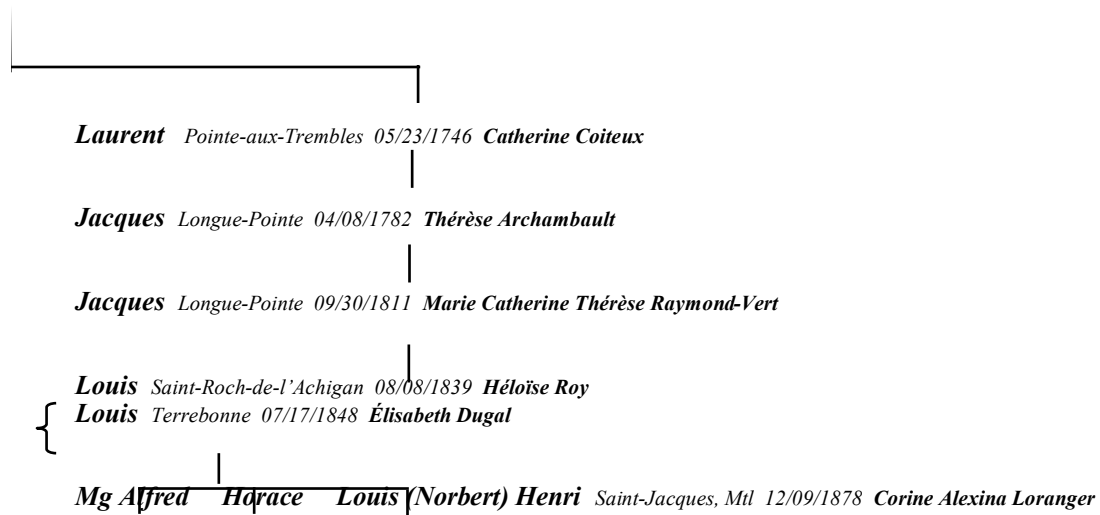 Laurent Pointe-aux-Trembles 05/23/1746 Catherine Coiteux
Jacques Longue-Pointe 04/08/1782 Thérèse Archambault
Jacques Longue-Pointe 09/30/1811 Marie Catherine Thérèse Raymond-Vert
Louis Saint-Roch-de-l’Achigan 08/08/1839 Héloïse Roy
Louis Terrebonne 07/17/1848 Élisabeth Dugal
Mg Alfred Horace Louis (Norbert) Henri Saint-Jacques, Mtl 12/09/1878 Corine Alexina Loranger